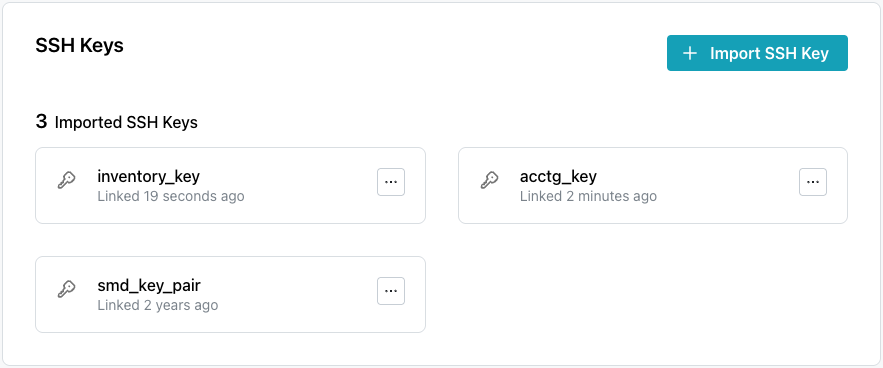 SSH Keys
+ Import SSH Key
3 Imported SSH Keys
inventory_key
Linked 19 seconds ago
...
acctg_key
Linked 2 minutes ago
...
smd_key_pair
Linked 2 years ago
...